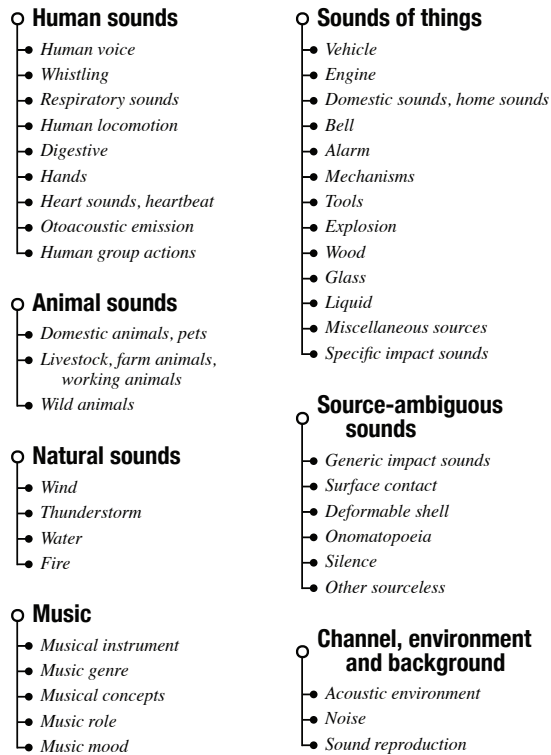 Human sounds
Human voice
Whistling
Respiratory sounds
Human locomotion
Digestive
Hands
Heart sounds, heartbeat
Otoacoustic emission
Human group actions
Animal sounds
Domestic animals, pets
Livestock, farm animals,
working animals
Wild animals
Natural sounds
Wind
Thunderstorm
Water
Fire
Music
Musical instrument
Music genre
Musical concepts
Music role
Music mood
Sounds of things
Vehicle
Engine
Domestic sounds, home sounds
Bell
Alarm
Mechanisms
Tools
Explosion
Wood
Glass
Liquid
Miscellaneous sources
Specific impact sounds
Source-ambiguous
sounds
Generic impact sounds
Surface contact
Deformable shell
Onomatopoeia
Silence
Other sourceless
Channel, environment
and background
Acoustic environment
Noise
Sound reproduction